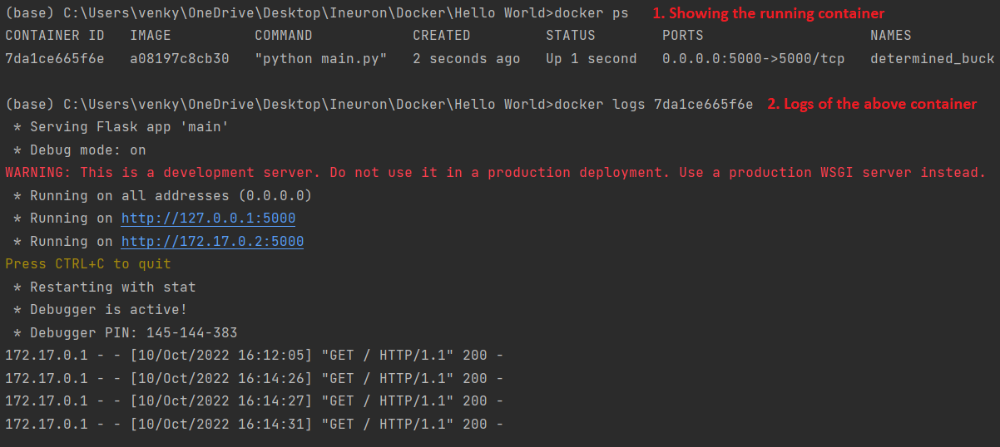 (base) C:\Users\venky\OneDrive\Desktop\Ineuron\Docker\Hello World>docker ps 1. Showing the running container
CONTAINER ID IMAGE COMMAND CREATED STATUS PORTS NAMES
7da1ce665f6e a08197c8cb30 "python main.py" 2 seconds ago Up 1 second 0.0.0.0:5000->5000/tcp determined_buck
(base) C:\Users\venky\OneDrive\Desktop\Ineuron\Docker\Hello World>docker logs 7da1ce665f6e 2. Logs of the above container
* Serving Flask app 'main'
* Debug mode: on
WARNING: This is a development server. Do not use it in a production deployment. Use a production WSGI server instead.
* Running on all addresses (0.0.0.0)
* Running on http://127.0.0.1:5000
* Running on http://172.17.0.2:5000
Press CTRL+C to quit
* Restarting with stat
* Debugger is active!
* Debugger PIN: 145-144-383
172.17.0.1 - - [10/Oct/2022 16:12:05] "GET / HTTP/1.1" 200 -
172.17.0.1 - - [10/Oct/2022 16:14:26] "GET / HTTP/1.1" 200 -
172.17.0.1 - - [10/Oct/2022 16:14:27] "GET / HTTP/1.1" 200 -
172.17.0.1 - - [10/Oct/2022 16:14:31] "GET / HTTP/1.1" 200 -